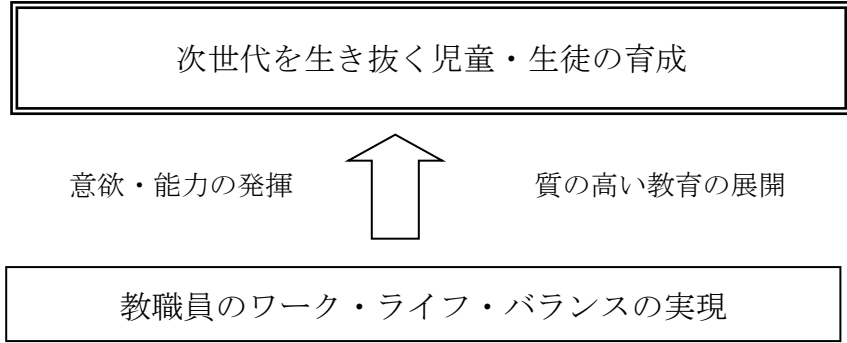 次世代を生き抜く児童・生徒の育成
意欲・能力の発揮
質の高い教育の展開
教職員のワーク・ライフ・バランスの実現